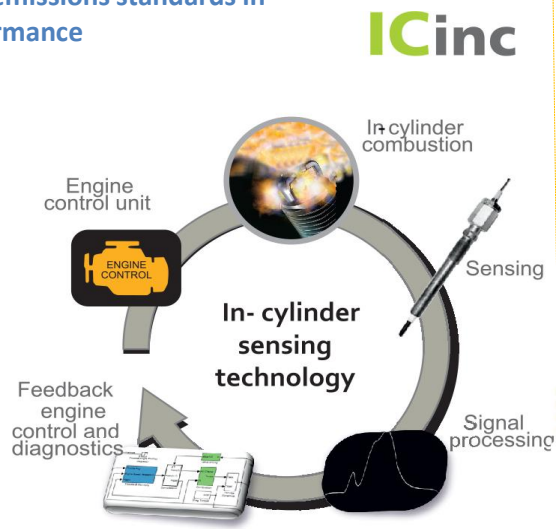 emissions standards in
rmance
ICinc
In-cylinder
combustion
Engine
control unit
ENGINE
CONTROL
Sensing
In- cylinder
sensing
technology
Feedback
engine
control and
diagnostics
Signal
processing